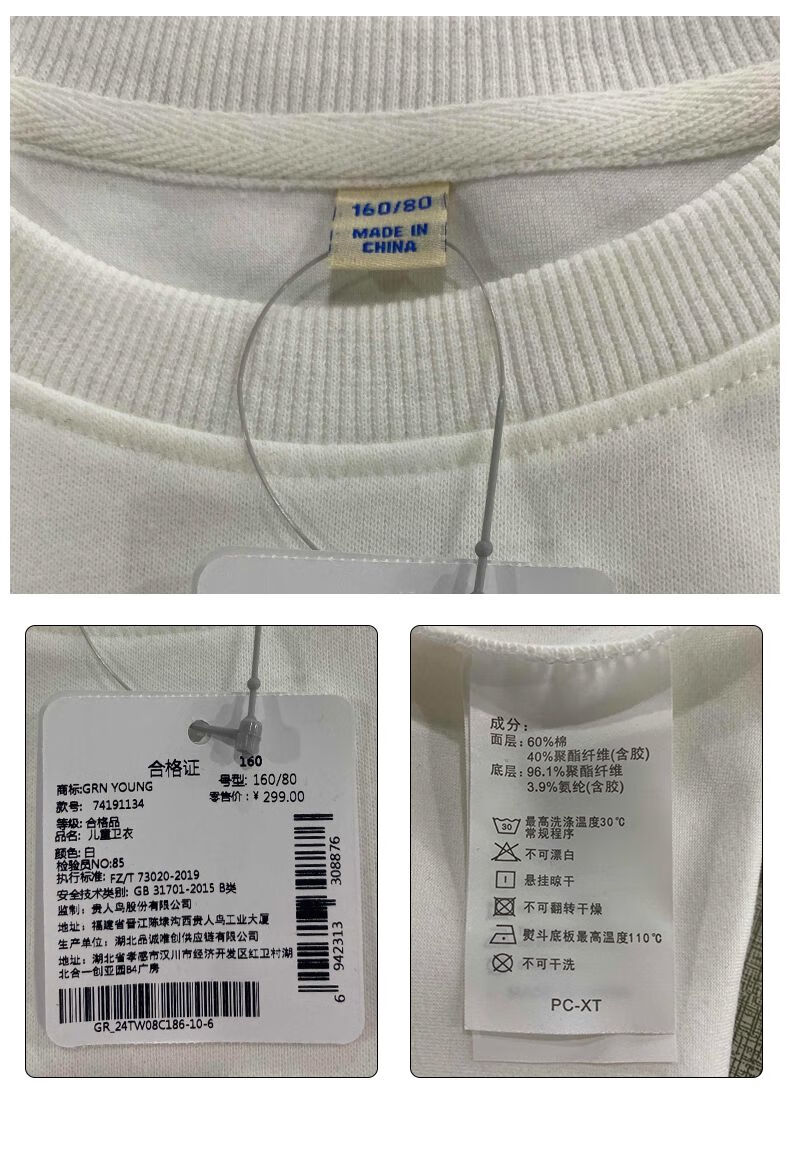 160/80
MADE IN
CHINA
合格证
160
商标:GRN YOUNG
号型: 160/80
款号: 74191134
零售价:¥ 299.00
等级: 合格品
品名: 儿童卫衣
颜色: 白
检验员NO:85
执行标准: FZ/T 73020-2019
安全技术类别: GB 31701-2015 B类
监制: 贵人鸟股份有限公司
地址: 福建省晋江陈埭沟西贵人鸟工业大厦
生产单位: 湖北品诚唯创供应链有限公司
地址: 湖北省孝感市汉川市经济开发区红卫村湖
北合一创亚园B4厂房
GR_24TW08C186-10-6
6 942313 308876
成分:
面层: 60%棉
40%聚酯纤维(含胶)
底层: 96.1%聚酯纤维
3.9%氨纶(含胶)
30
最高洗涤温度30℃
常规程序
不可漂白
悬挂晾干
不可翻转干燥
熨斗底板最高温度110℃
不可干洗
PC-XT